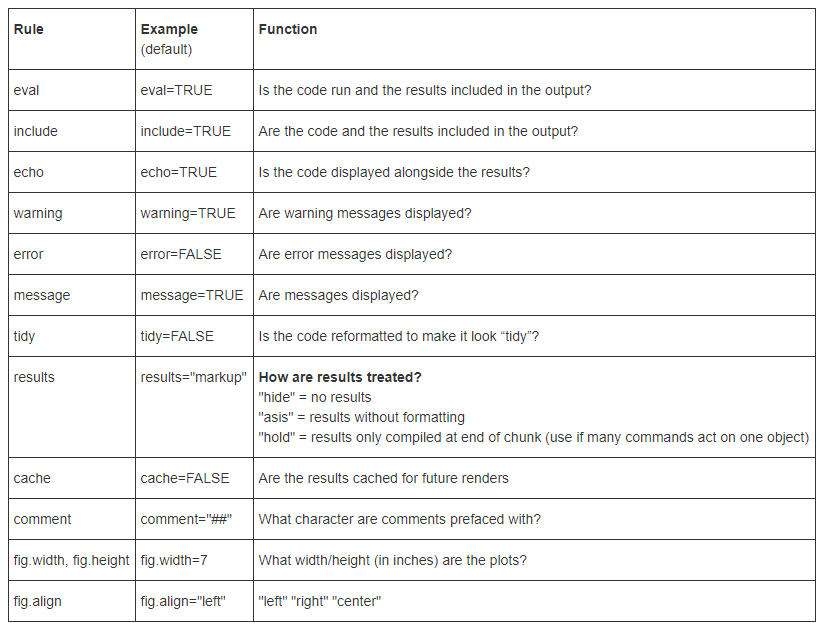 Rule Example Function
(default)
eval eval=TRUE Is the code run and the results included in the output?
include include=TRUE Are the code and the results included in the output?
echo echo=TRUE Is the code displayed alongside the results?
warning warning=TRUE Are warning messages displayed?
error error=FALSE Are error messages displayed?
message message=TRUE Are messages displayed?
tidy tidy=FALSE Is the code reformatted to make it look “tidy”?
results results="markup" How are results treated?
"hide" = no results
"asis" = results without formatting
"hold" = results only compiled at end of chunk (use if many commands act on one object)
cache cache=FALSE Are the results cached for future renders
comment comment="##" What character are comments prefaced with?
fig.width, fig.height fig.width=7 What width/height (in inches) are the plots?
fig.align fig.align="left" "left" "right" "center"